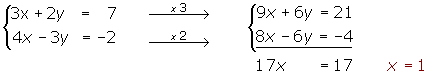 3x + 2y = 7 x 3 9x + 6y = 21
4x – 3y = –2 x 2 8x – 6y = –4
17x = 17 x = 1